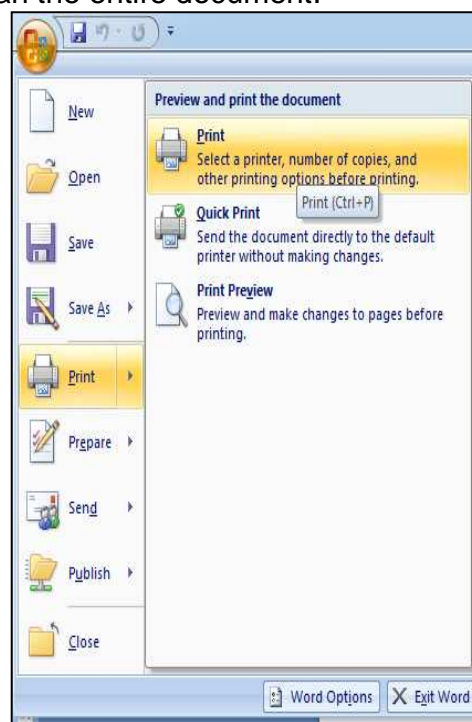 an the entire document.
New
Open
Save
Save As
Print
Prepare
Send
Publish
Close
Preview and print the document
Print
Select a printer, number of copies, and
other printing options before printing.
Print (Ctrl+P)
Quick Print
Send the document directly to the default
printer without making changes.
Print Preview
Preview and make changes to pages before
printing.
Word Options
Exit Word